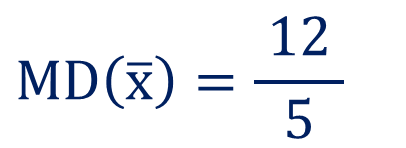 MD(x̅) = 12/5